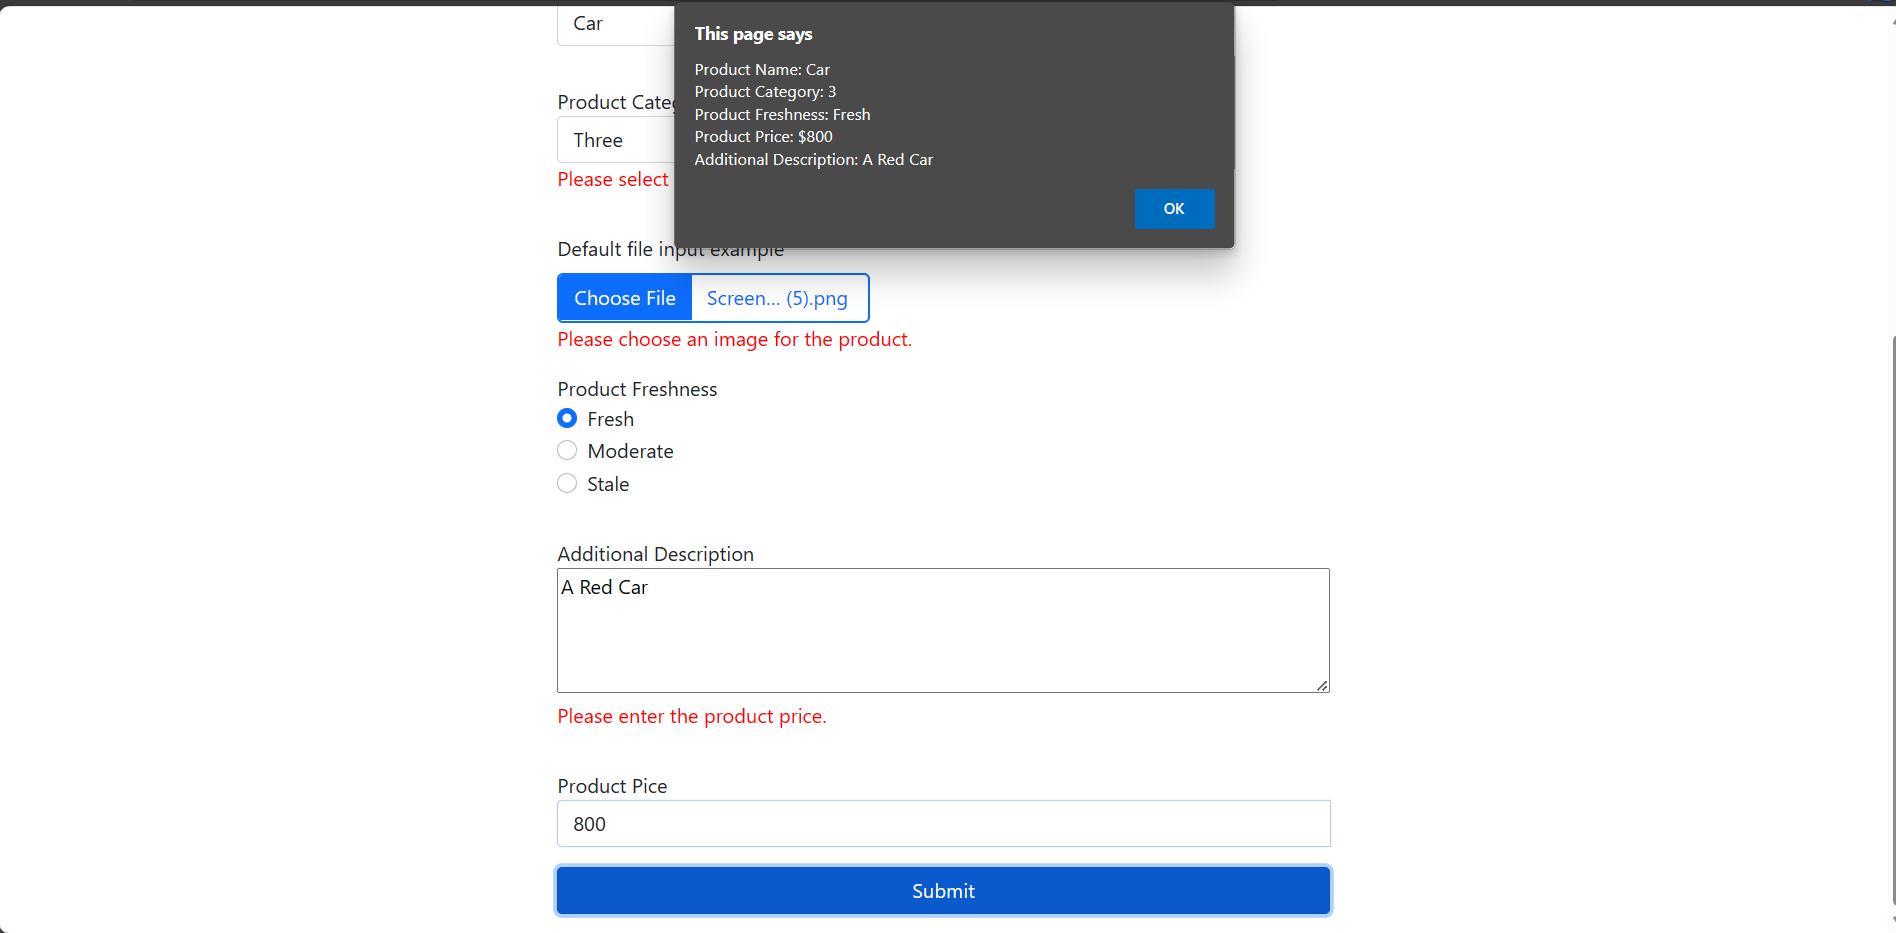 This page says
Product Name: Car
Product Category: 3
Product Freshness: Fresh
Product Price: $800
Additional Description: A Red Car
OK
Car
Product
Three
Please select
Default file input example
Choose File Screen... (5).png
Please choose an image for the product.
Product Freshness
Fresh
Moderate
Stale
Additional Description
A Red Car
Please enter the product price.
Product Pice
800
Submit